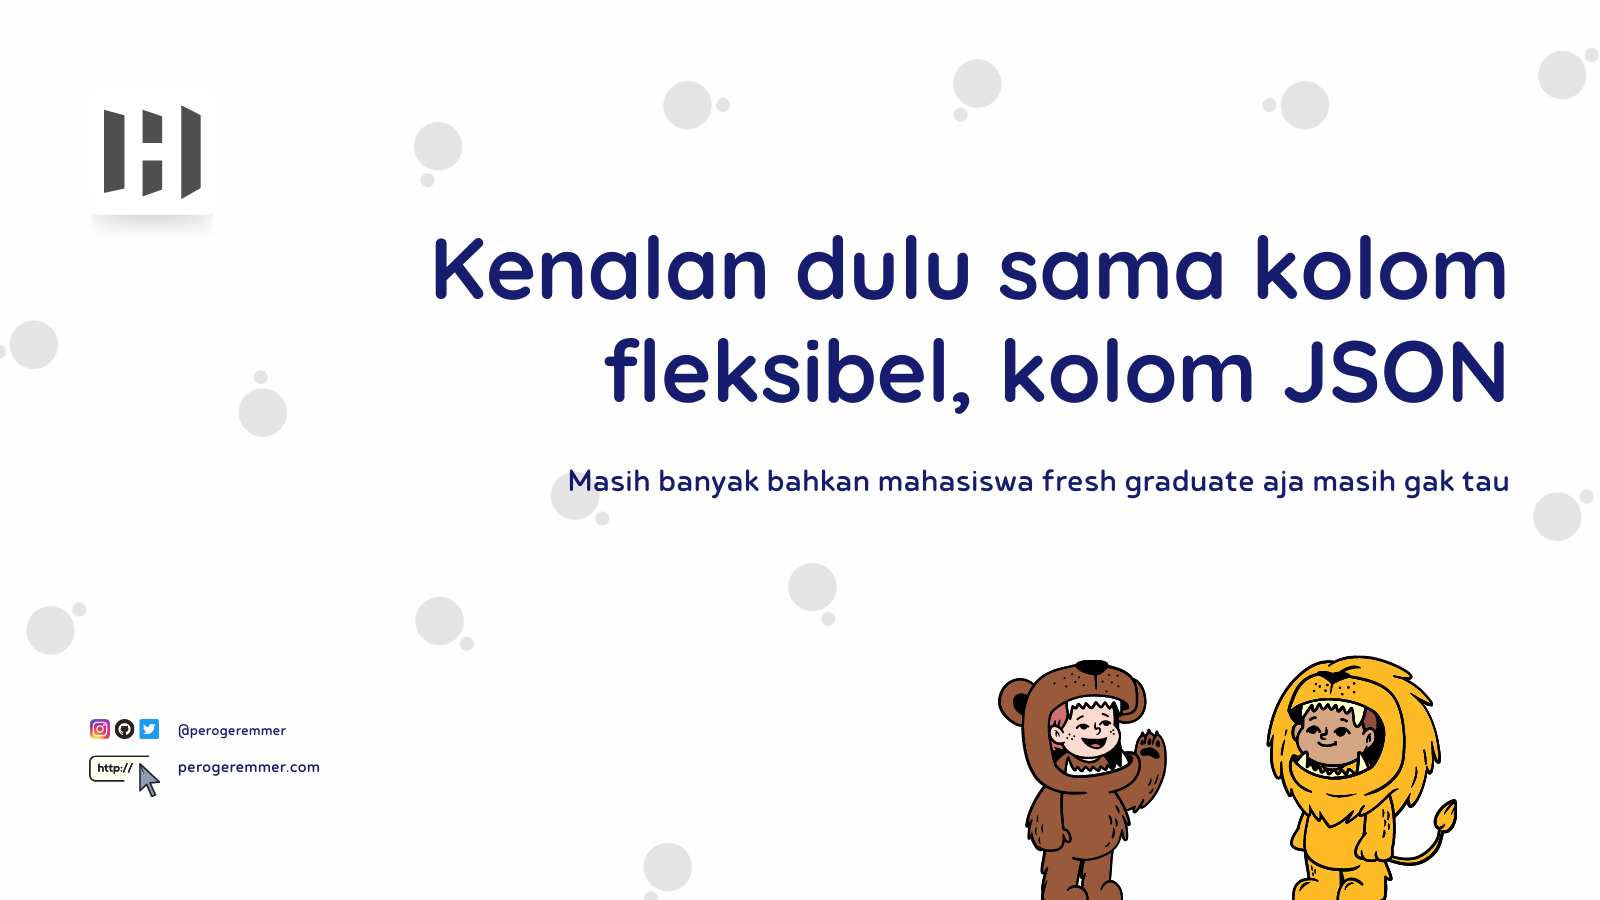 Kenalan dulu sama kolom
fleksibel, kolom JSON
Masih banyak bahkan mahasiswa fresh graduate aja masih gak tau
@perogeremmer
http://
perogeremmer.com